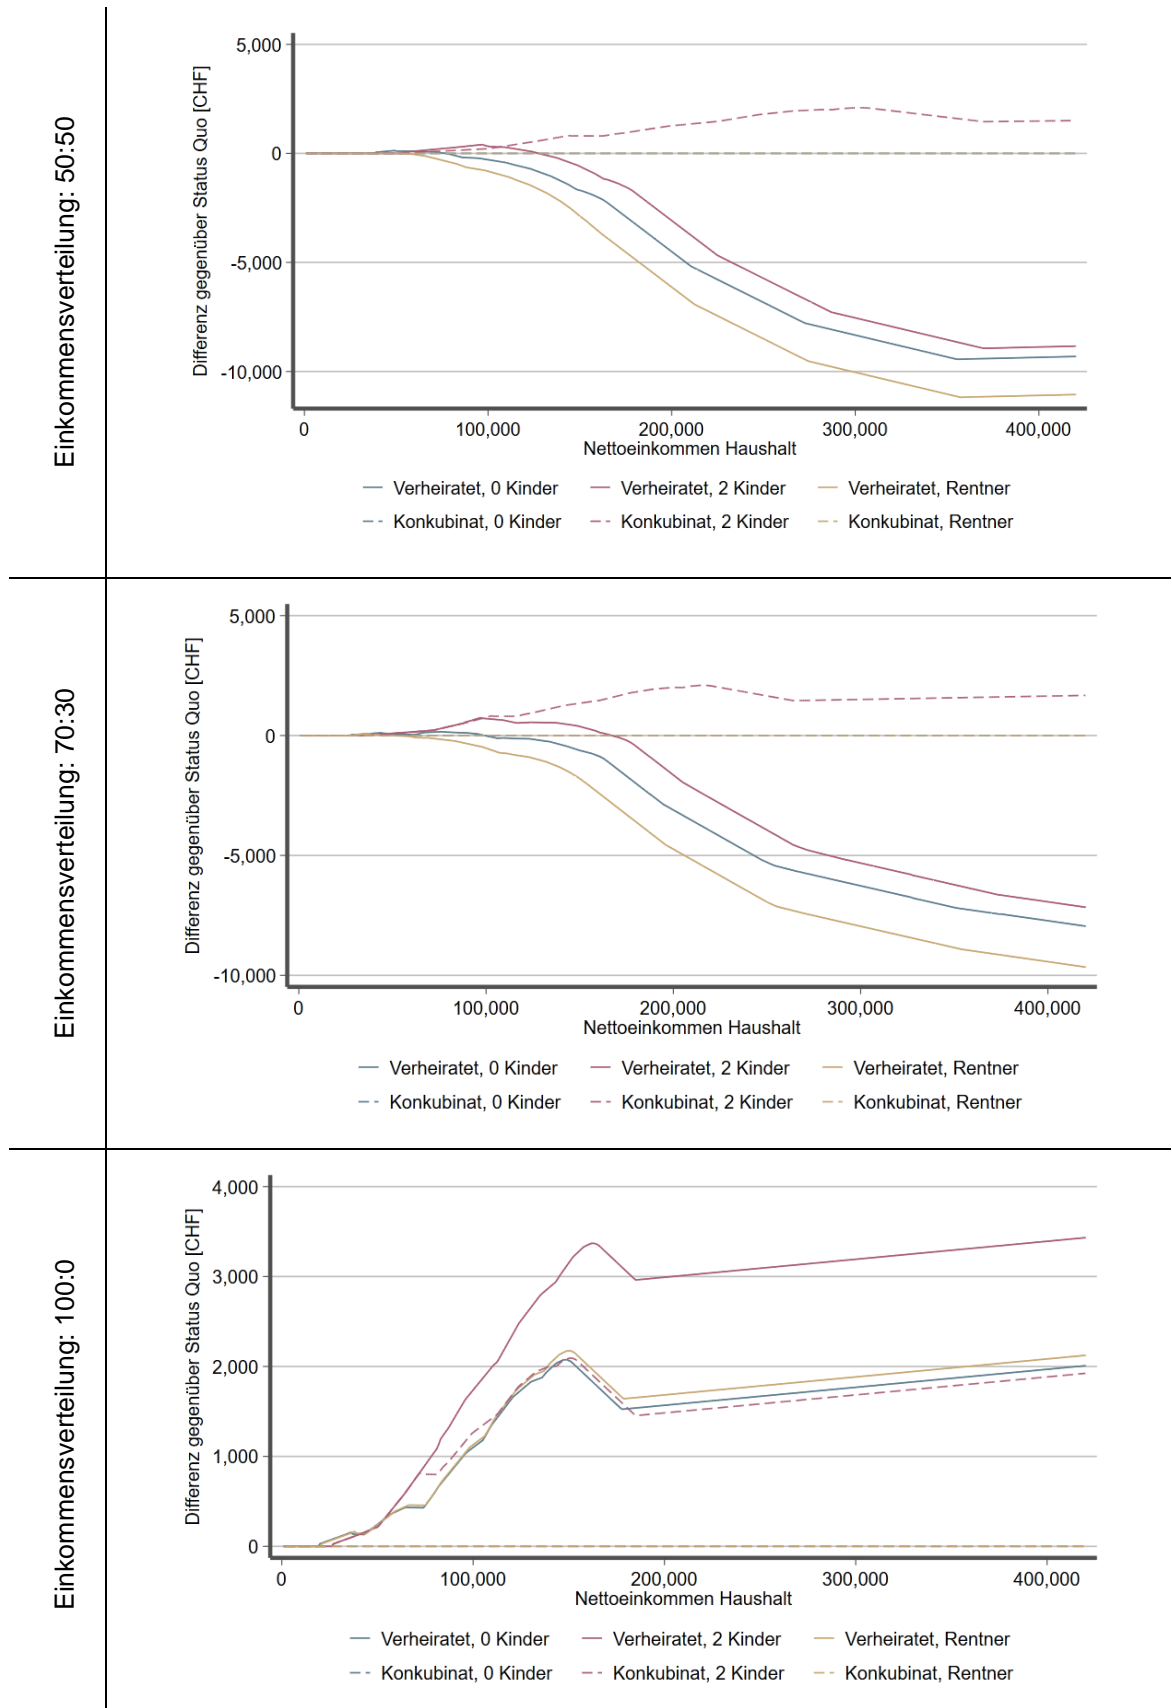 Einkommensverteilung: 50:50
Differenz gegenüber Status Quo [CHF]
5,000
0
-5,000
-10,000
0 100,000 200,000 300,000 400,000
Nettoeinkommen Haushalt
Verheiratet, 0 Kinder Verheiratet, 2 Kinder Verheiratet, Rentner
Konkubinat, 0 Kinder Konkubinat, 2 Kinder Konkubinat, Rentner
Einkommensverteilung: 70:30
Differenz gegenüber Status Quo [CHF]
5,000
0
-5,000
-10,000
0 100,000 200,000 300,000 400,000
Nettoeinkommen Haushalt
Verheiratet, 0 Kinder Verheiratet, 2 Kinder Verheiratet, Rentner
Konkubinat, 0 Kinder Konkubinat, 2 Kinder Konkubinat, Rentner
Einkommensverteilung: 100:0
Differenz gegenüber Status Quo [CHF]
4,000
3,000
2,000
1,000
0
0 100,000 200,000 300,000 400,000
Nettoeinkommen Haushalt
Verheiratet, 0 Kinder Verheiratet, 2 Kinder Verheiratet, Rentner
Konkubinat, 0 Kinder Konkubinat, 2 Kinder Konkubinat, Rentner